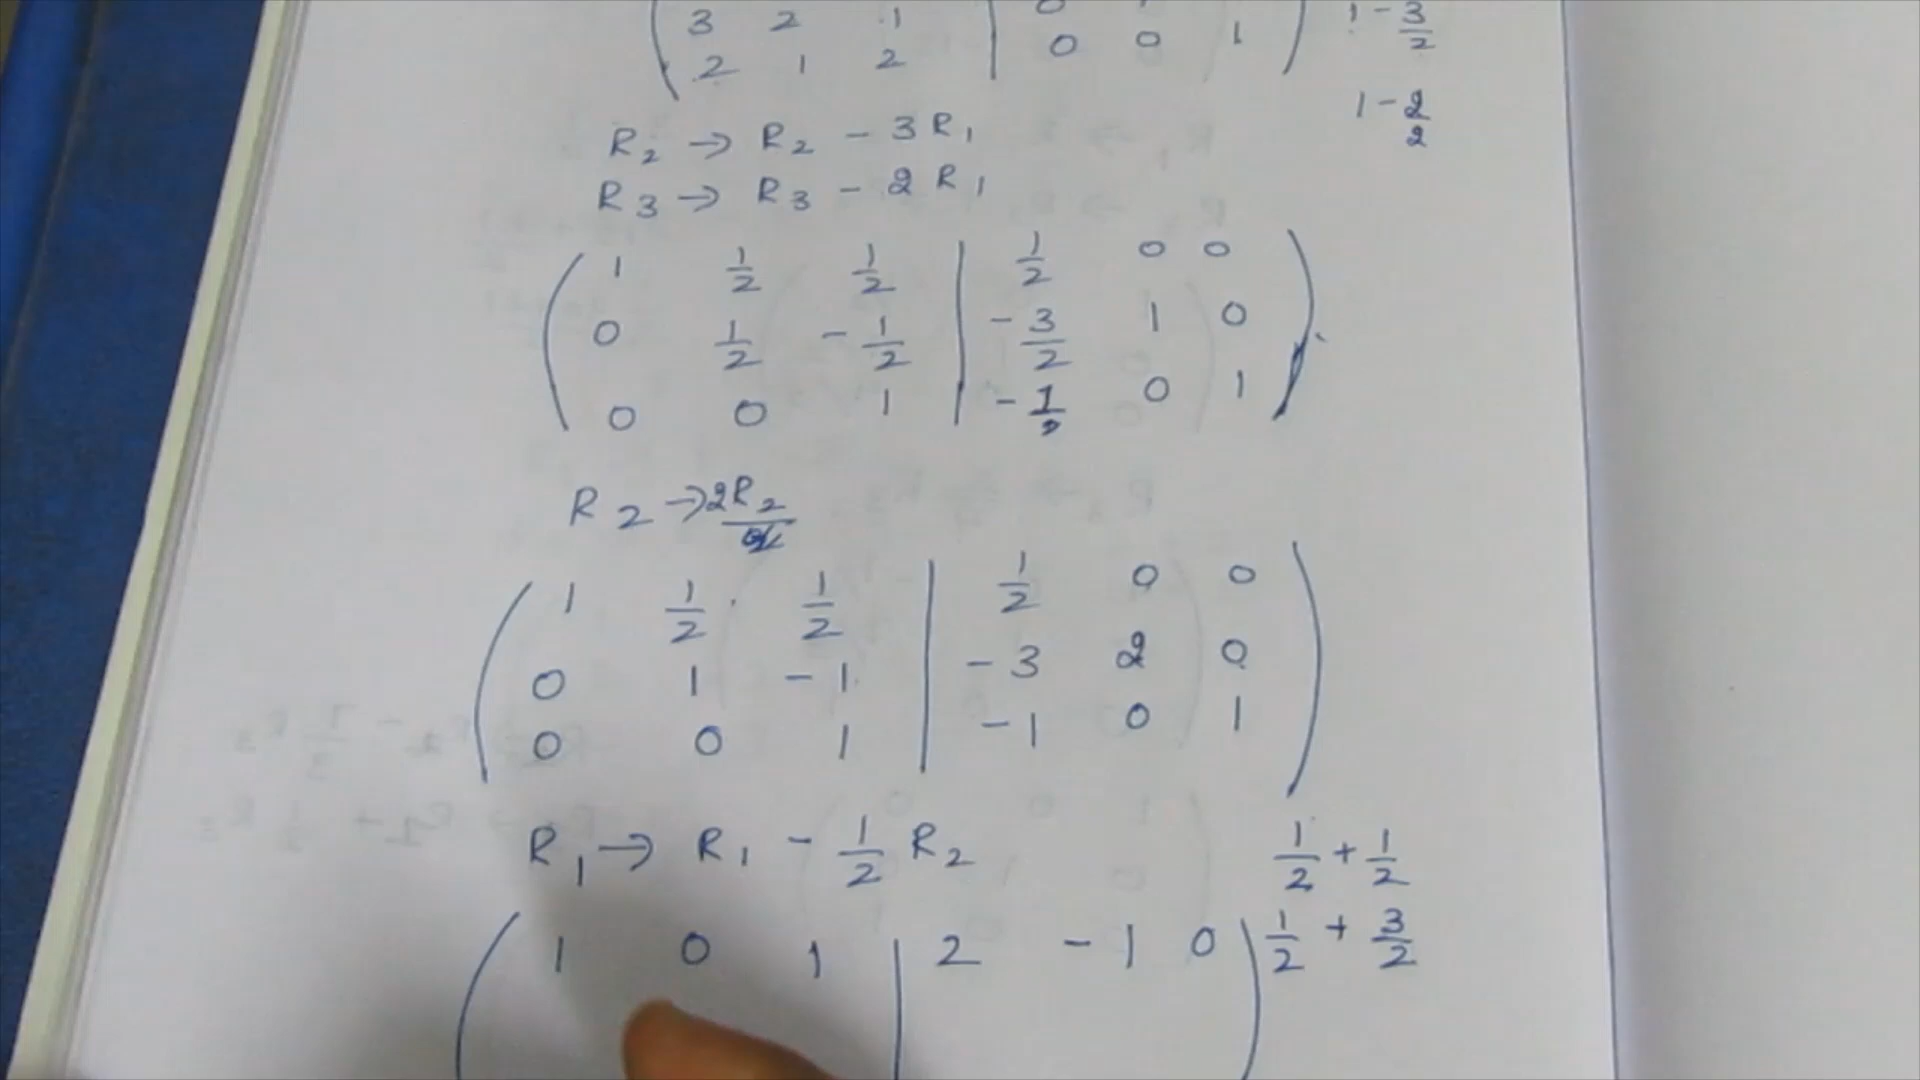 3 2 1 | 0 1 - 3/2
2 1 2 | 0 0 1
1 - 2/2
R2 → R2 - 3R1
R3 → R3 - 2R1
1 1/2 1/2 | 1/2 0 0
0 1/2 -1/2 | -3/2 1 0
0 0 1 | -1 0 1
R2 → 2R2
1 1/2 1/2 | 1/2 0 0
0 1 -1 | -3 2 0
0 0 1 | -1 0 1
R1 → R1 - 1/2 R2 1/2 + 1/2
1 0 1 | 2 -1 0 1/2 + 3/2